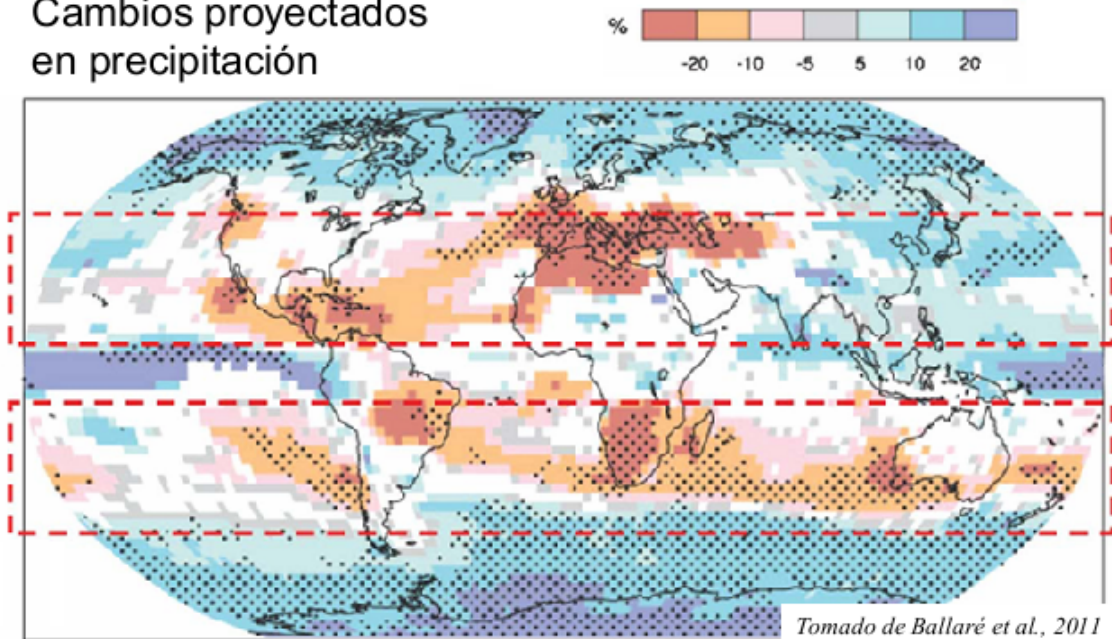 Cambios proyectados
en precipitación
%
-20 -10 -5 5 10 20
Tomado de Ballaré et al., 2011